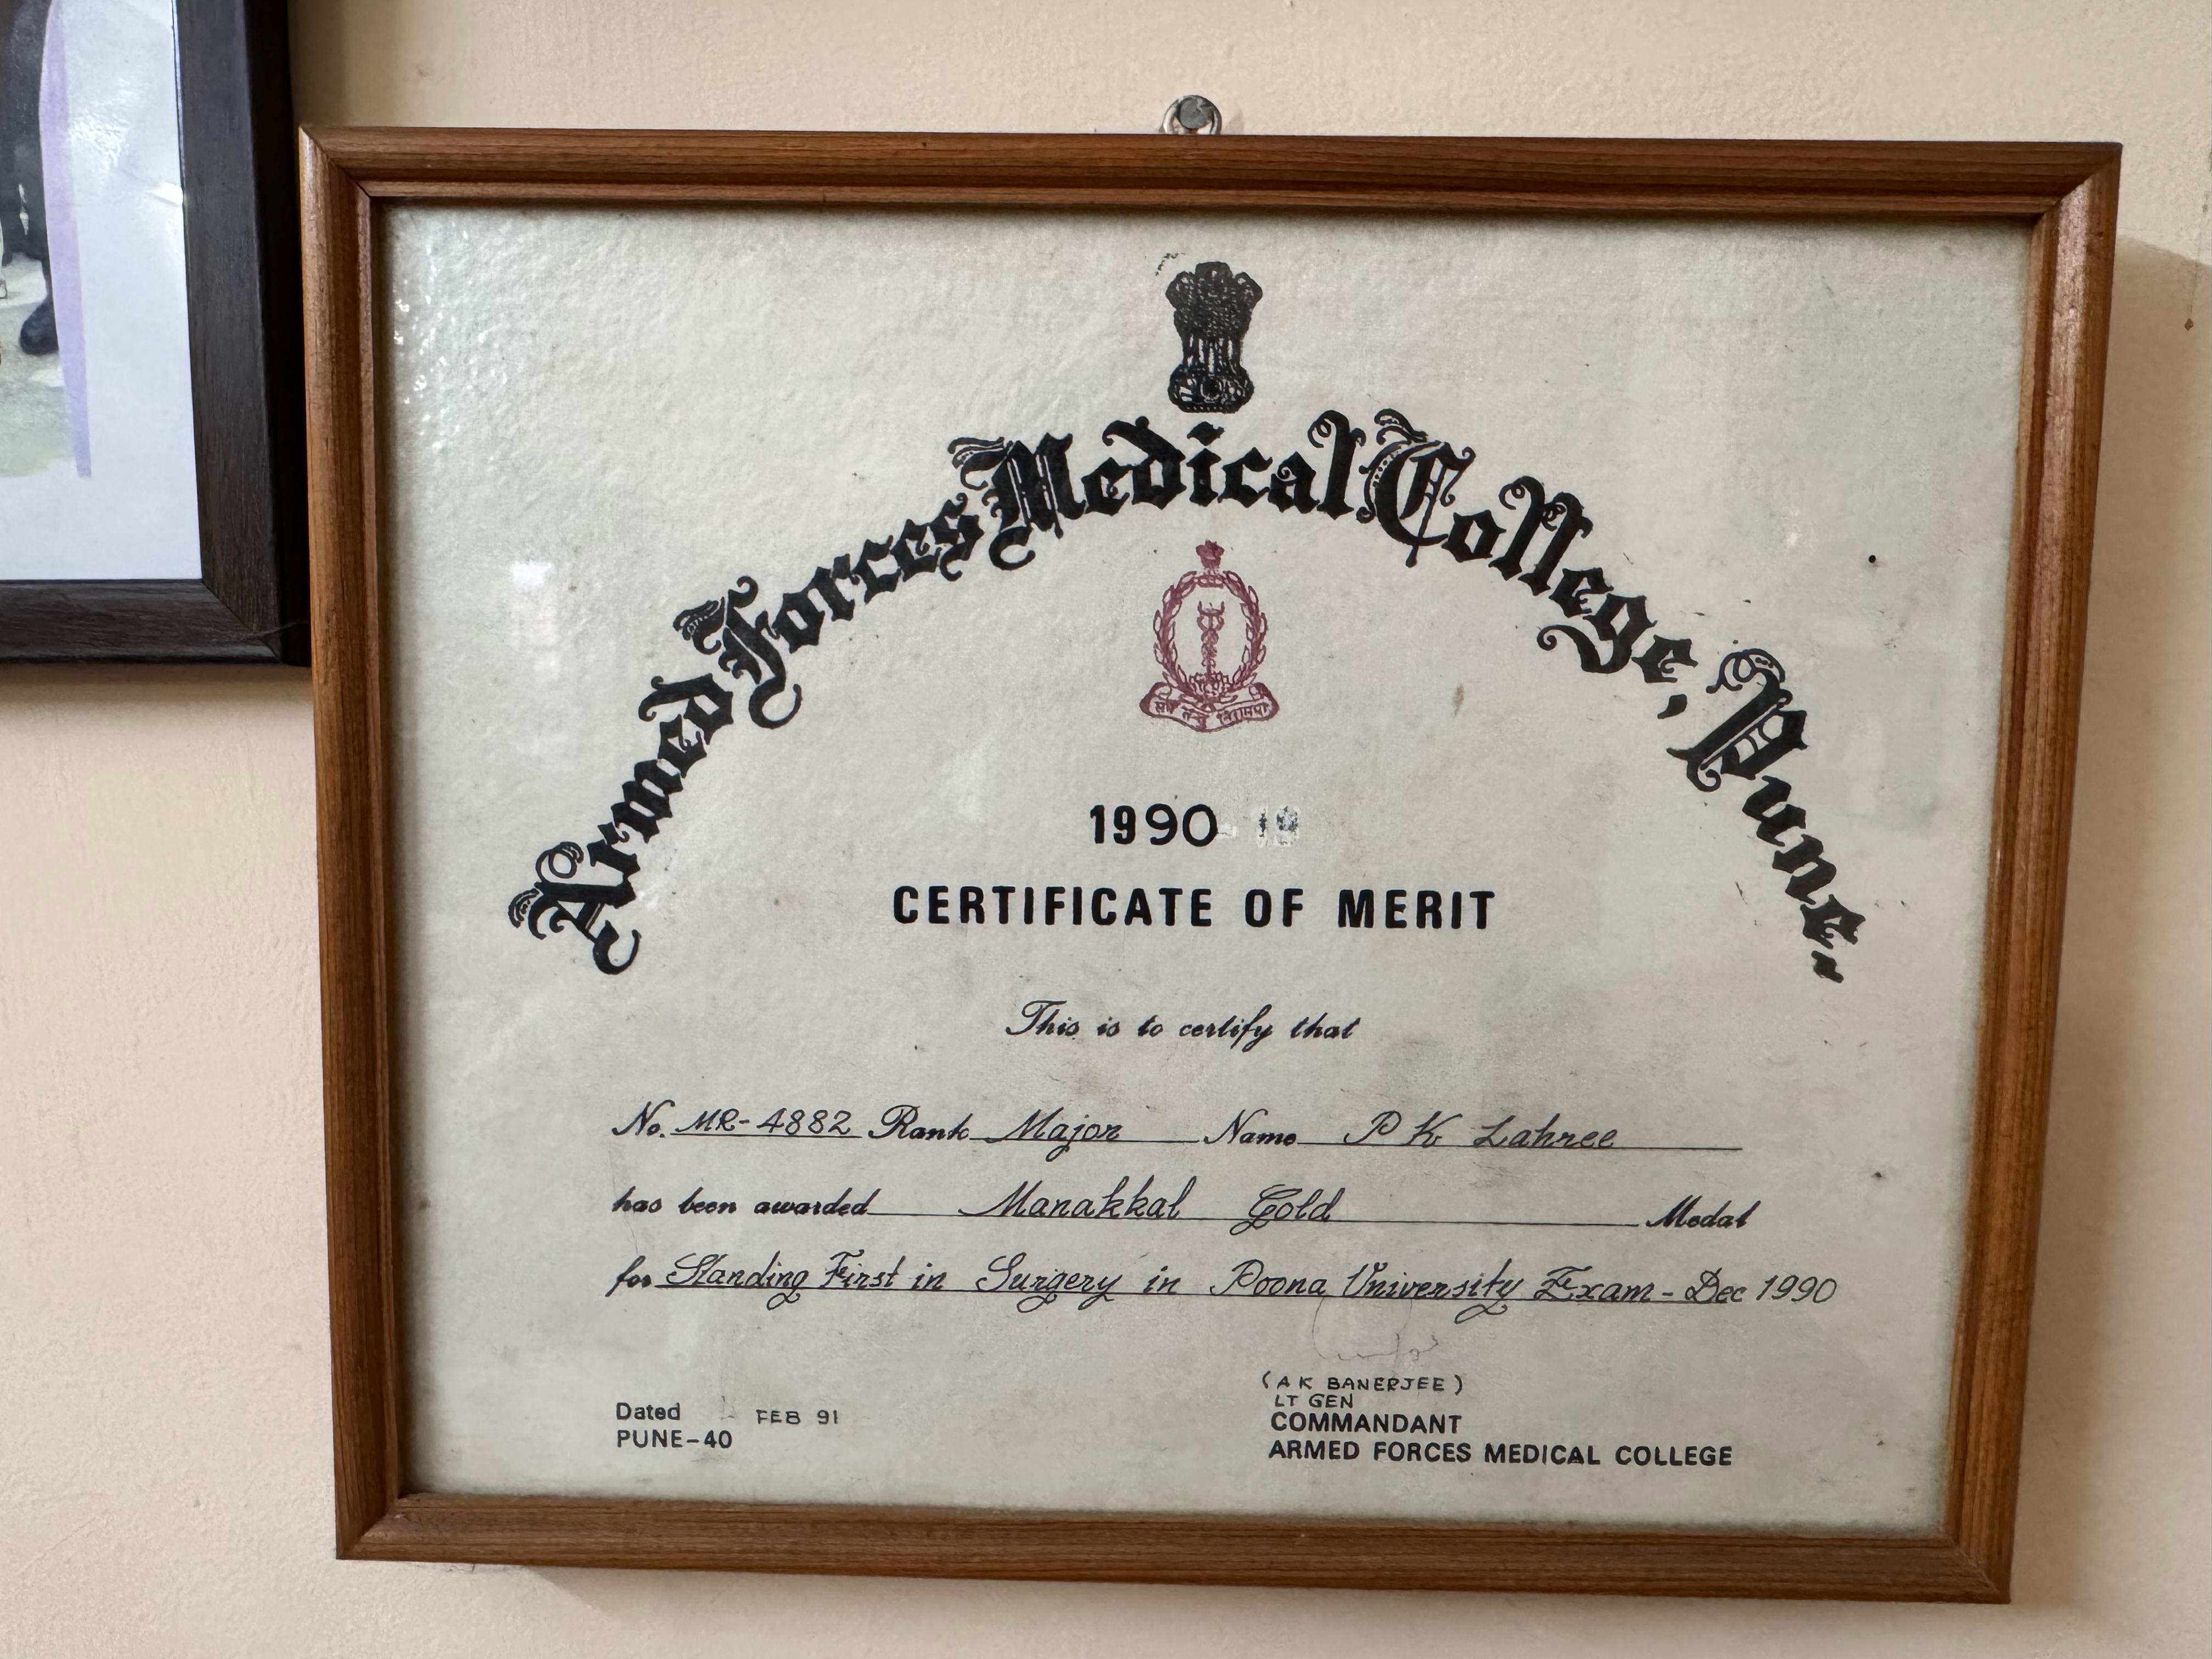 Armed Forces Medical College, Pune.
1990 19
CERTIFICATE OF MERIT
This is to certify that
No. MR-4882 Rank Major Name P K Lahree
has been awarded Manakkal Gold Medal
for Standing First in Surgery in Poona University Exam - Dec 1990
(A K BANERJEE)
LT GEN
Dated FEB 91
COMMANDANT
PUNE-40
ARMED FORCES MEDICAL COLLEGE